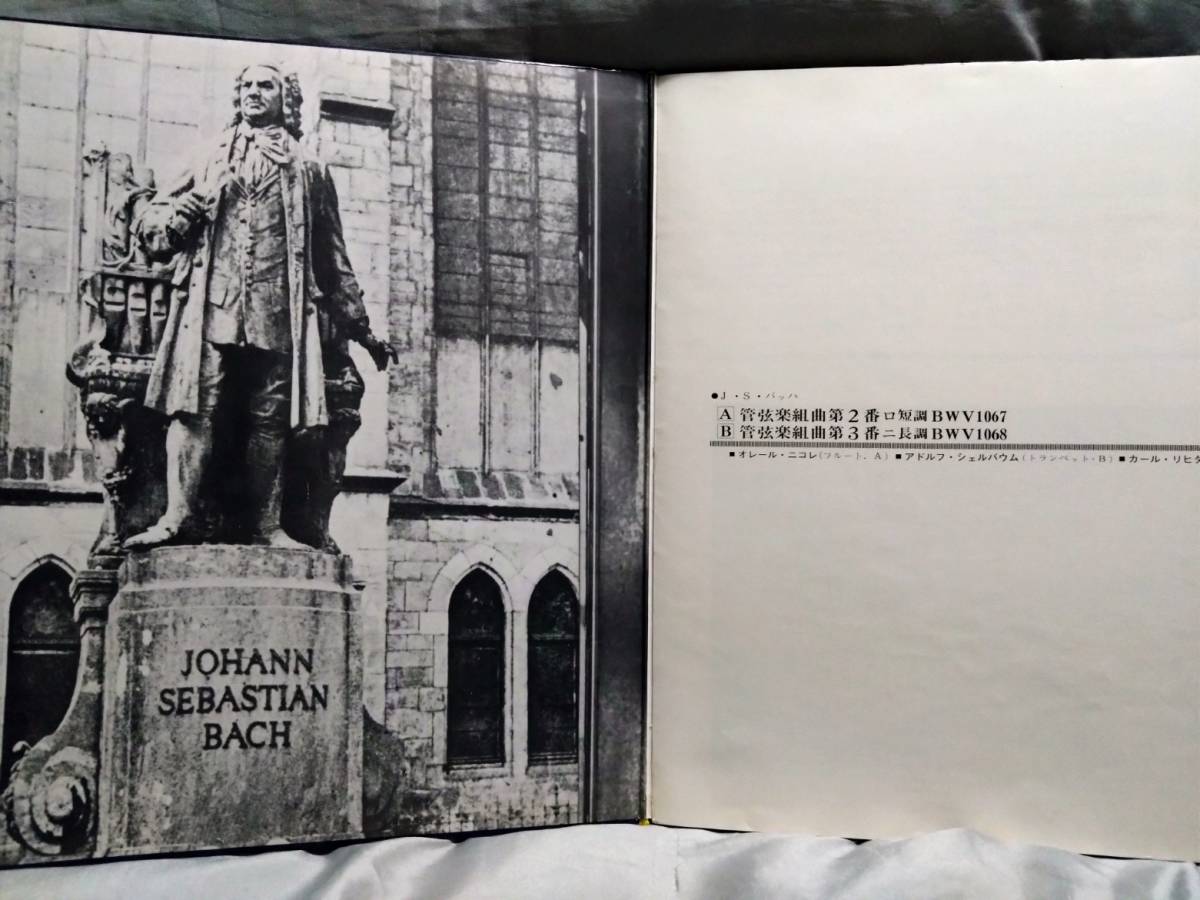 JOHANN
SEBASTIAN
BACH
●J・S・バッハ
A 管弦楽組曲第2番ロ短調BWV1067
B 管弦楽組曲第3番ニ長調BWV1068
■オレール・ニコレ(フルート、A) ■アドルフ・シェルバウム(トランペット・B) ■カール・リヒタ